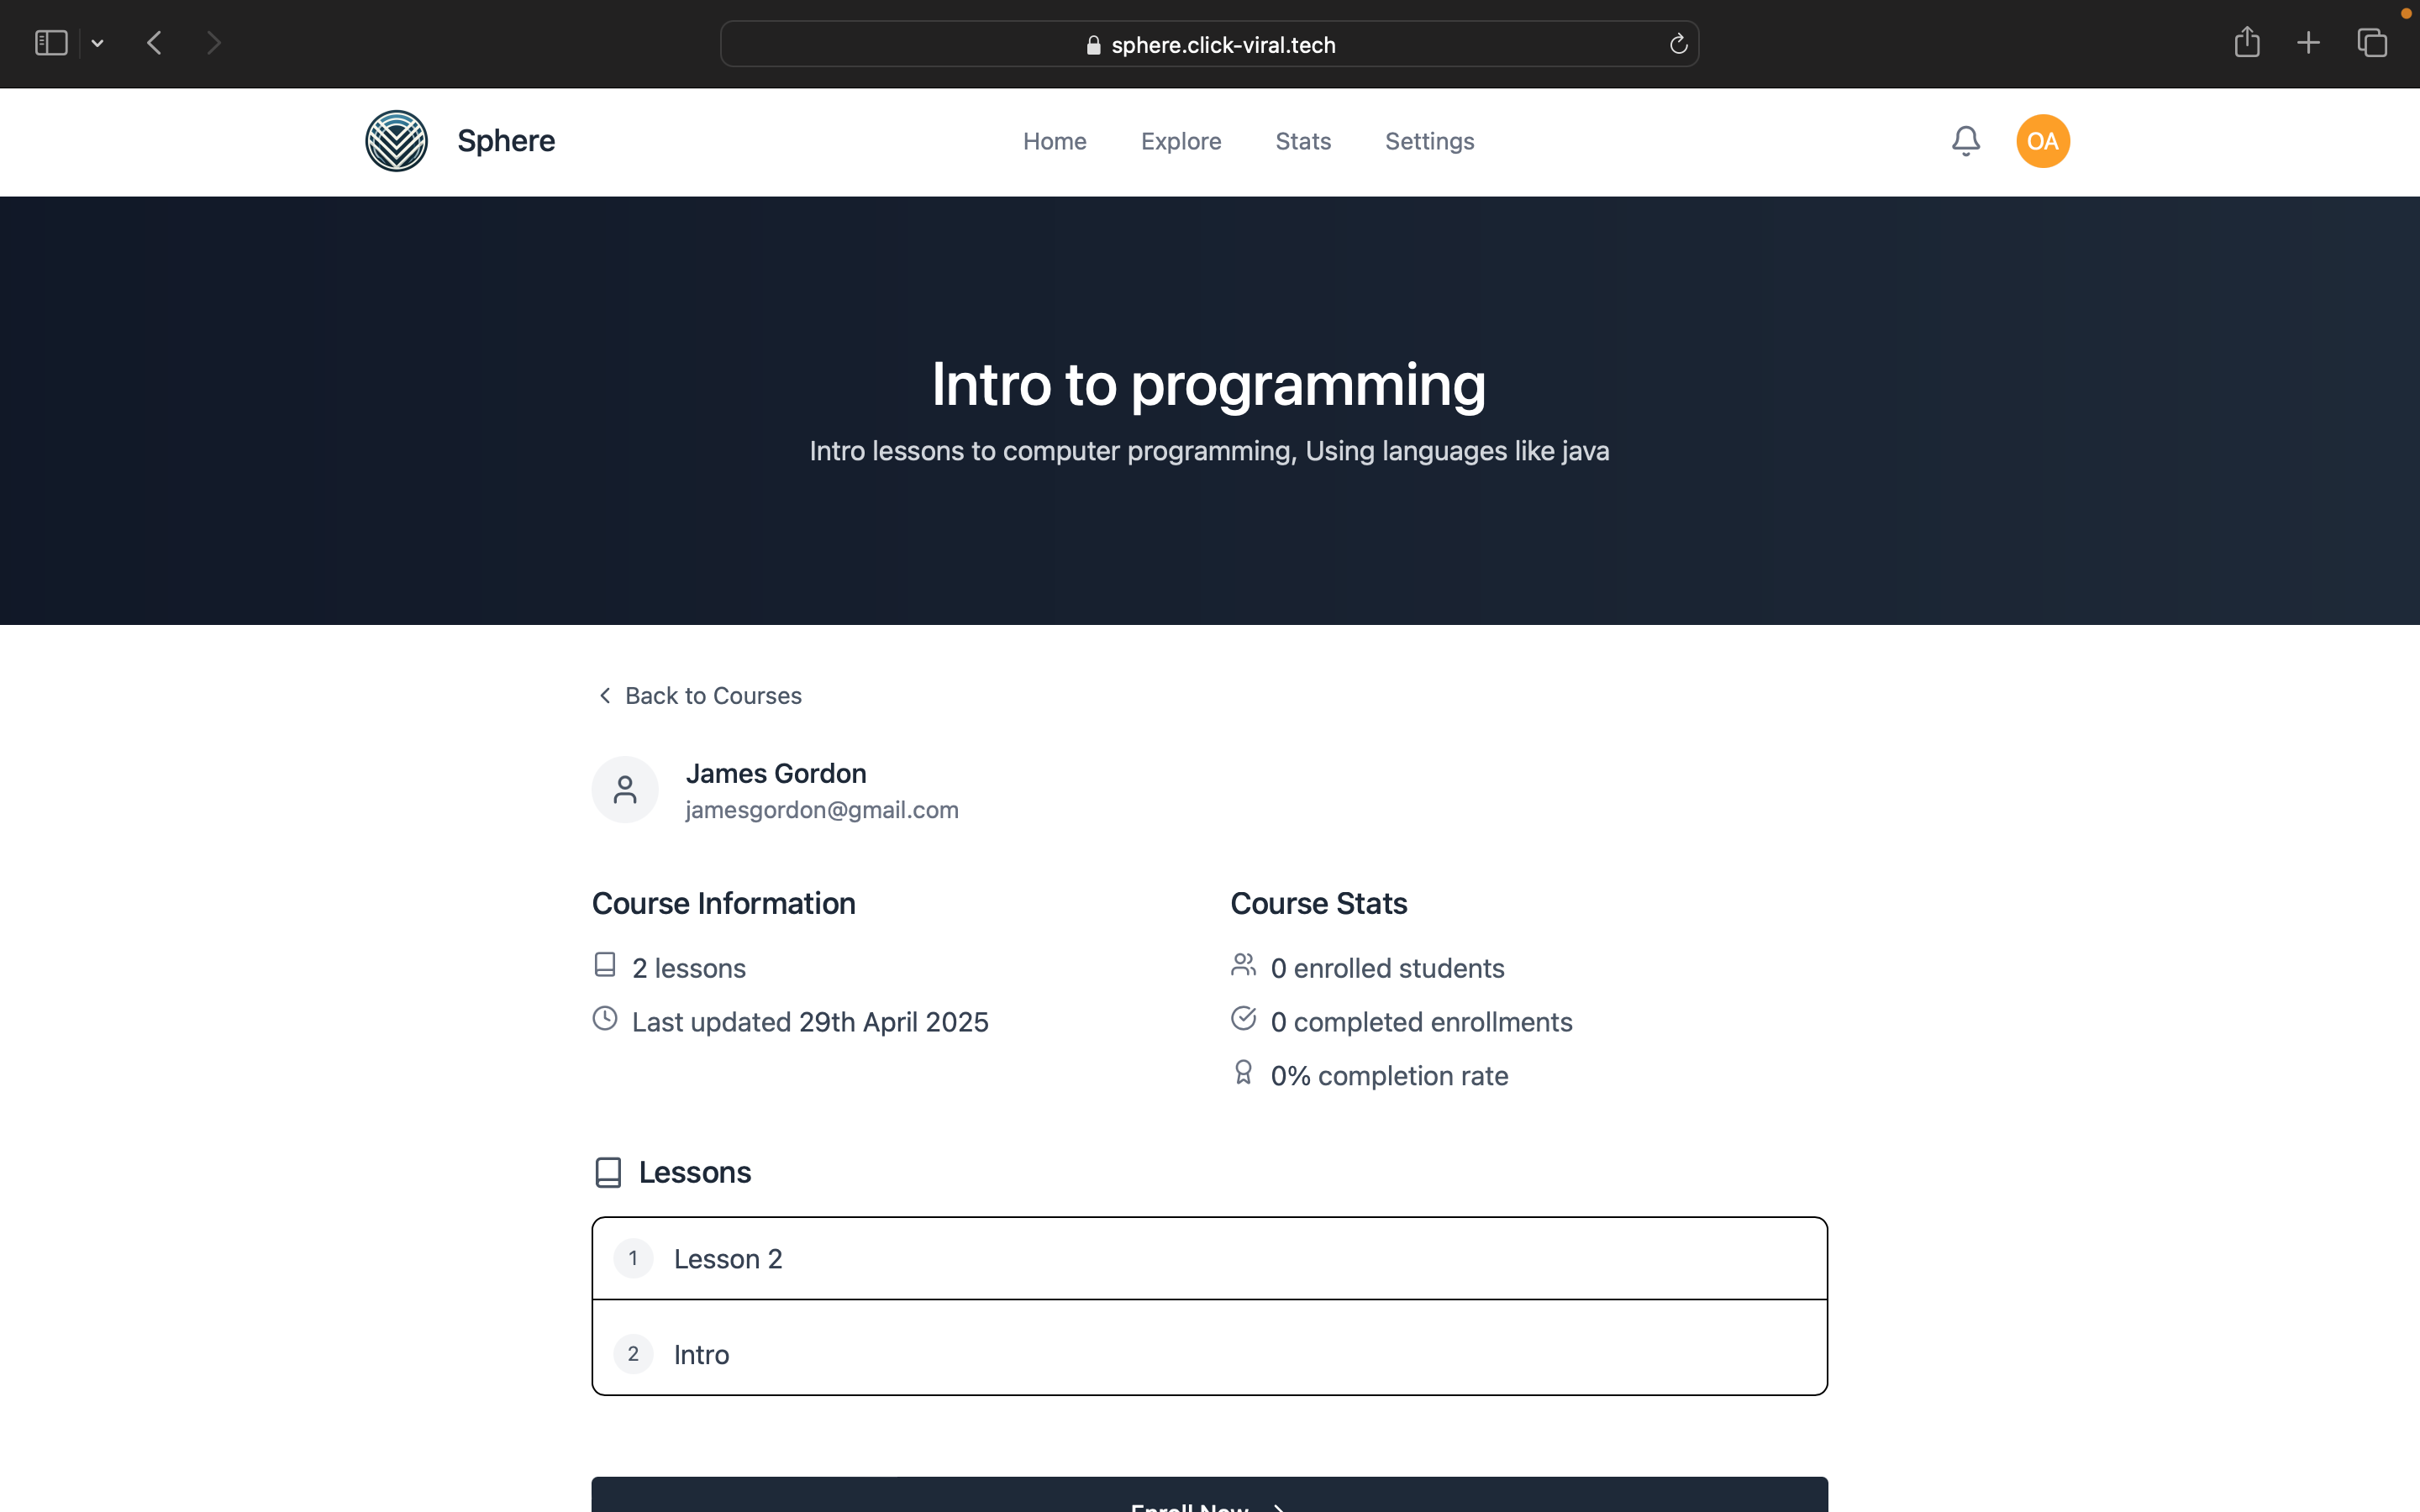 sphere.click-viral.tech
Sphere
Home Explore Stats Settings
OA
Intro to programming
Intro lessons to computer programming, Using languages like java
Back to Courses
James Gordon
jamesgordon@gmail.com
Course Information
2 lessons
Last updated 29th April 2025
Course Stats
0 enrolled students
0 completed enrollments
0% completion rate
Lessons
1 Lesson 2
2 Intro
Enroll Now